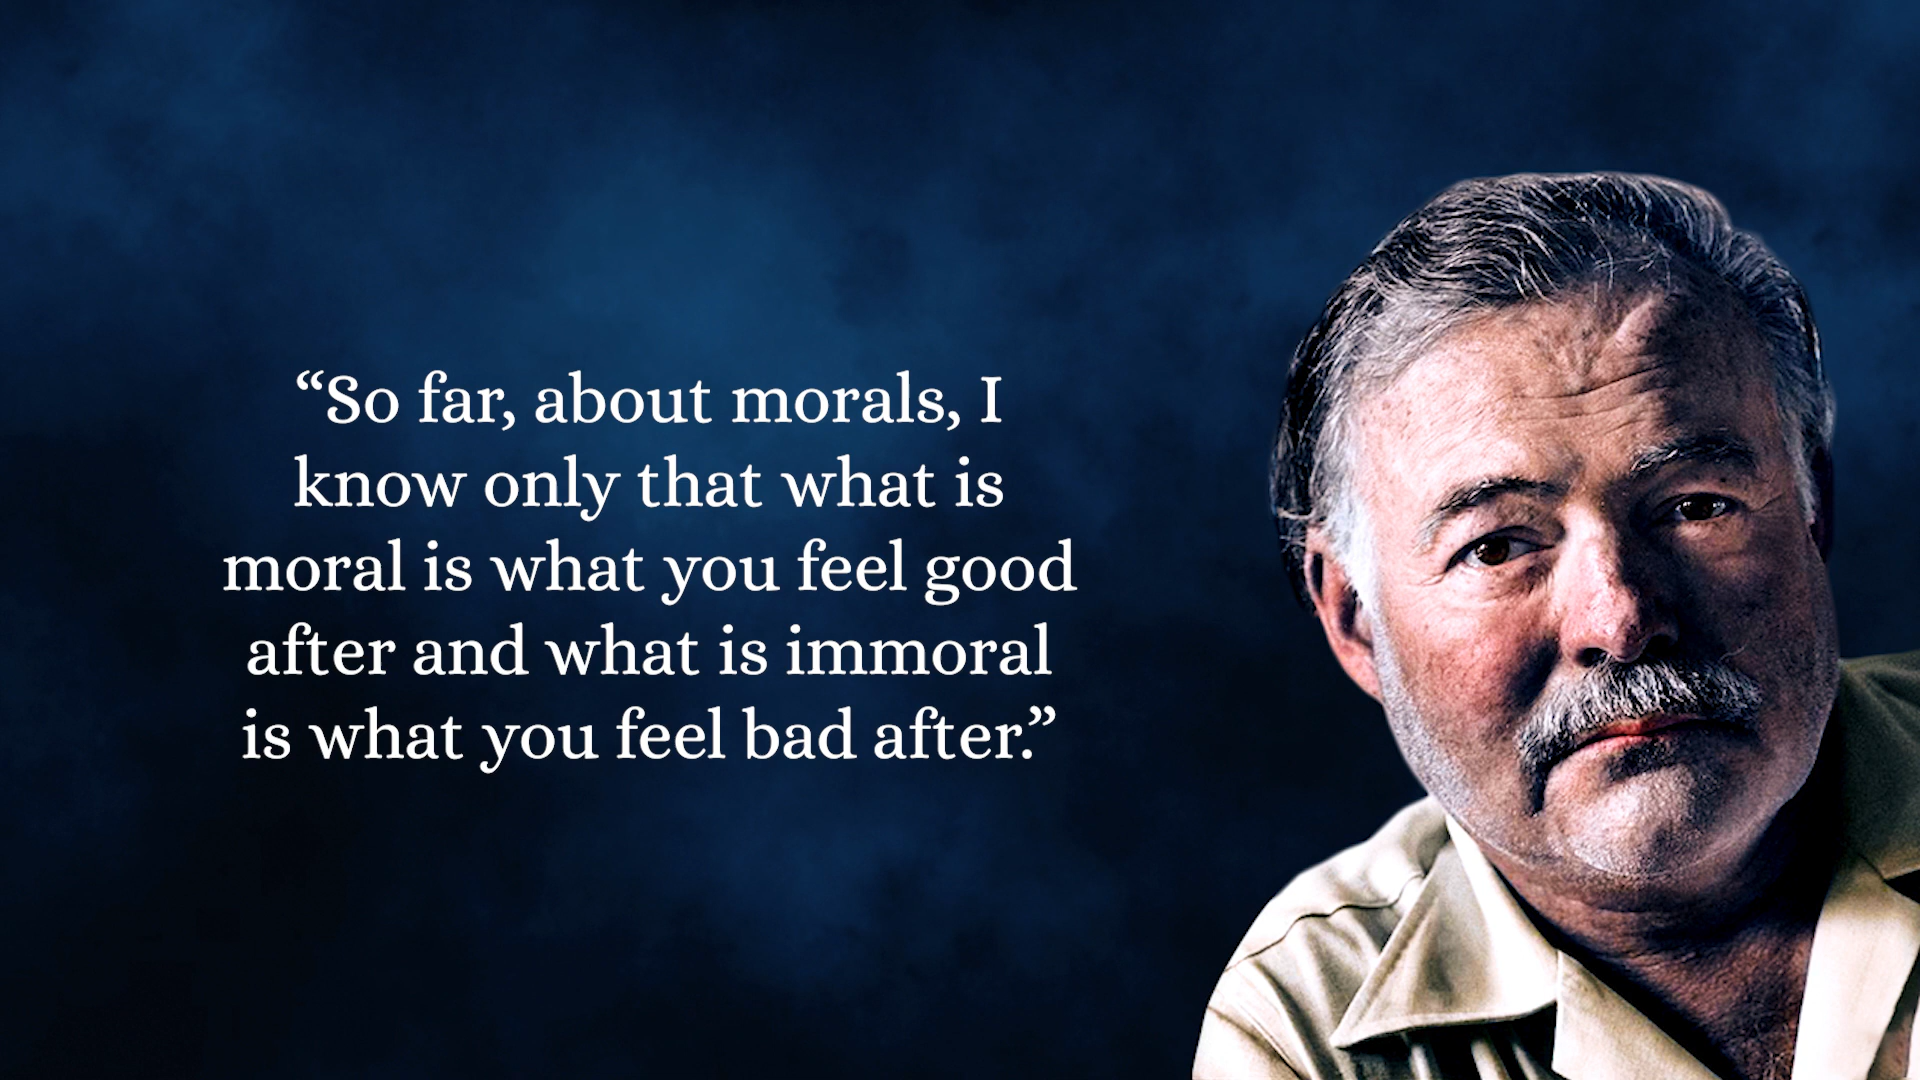 “So far, about morals, I
know only that what is
moral is what you feel good
after and what is immoral
is what you feel bad after.”